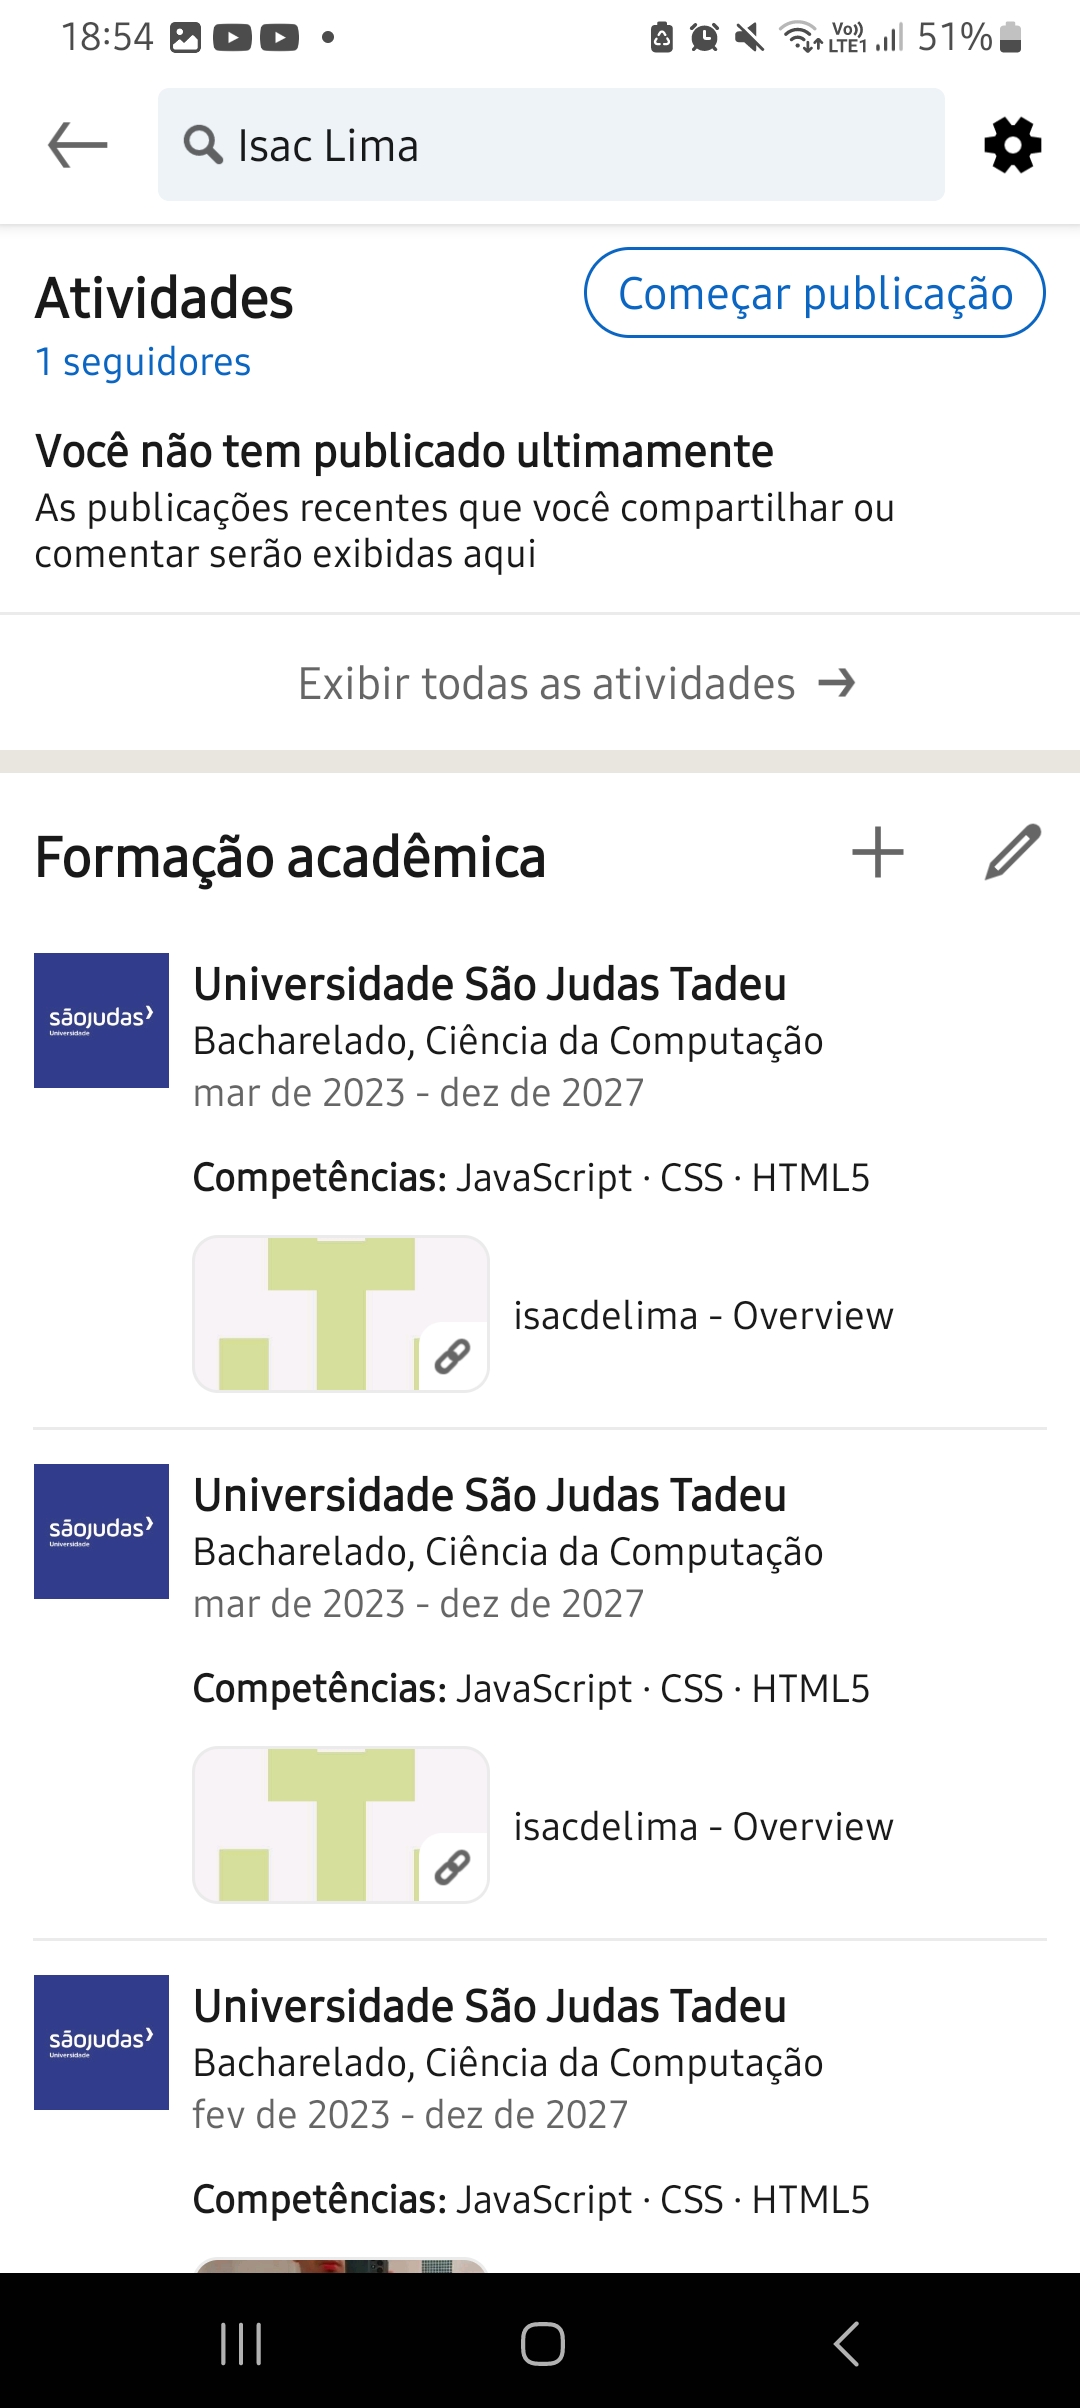 18:54
Vo)) LTE1 51%
Isac Lima
Atividades
Começar publicação
1 seguidores
Você não tem publicado ultimamente
As publicações recentes que você compartilhar ou
comentar serão exibidas aqui
Exibir todas as atividades →
Formação acadêmica
sãojudas
Universidade
Universidade São Judas Tadeu
Bacharelado, Ciência da Computação
mar de 2023 - dez de 2027
Competências: JavaScript · CSS · HTML5
isacdelima - Overview
sãojudas
Universidade
Universidade São Judas Tadeu
Bacharelado, Ciência da Computação
mar de 2023 - dez de 2027
Competências: JavaScript · CSS · HTML5
isacdelima - Overview
sãojudas
Universidade
Universidade São Judas Tadeu
Bacharelado, Ciência da Computação
fev de 2023 - dez de 2027
Competências: JavaScript · CSS · HTML5